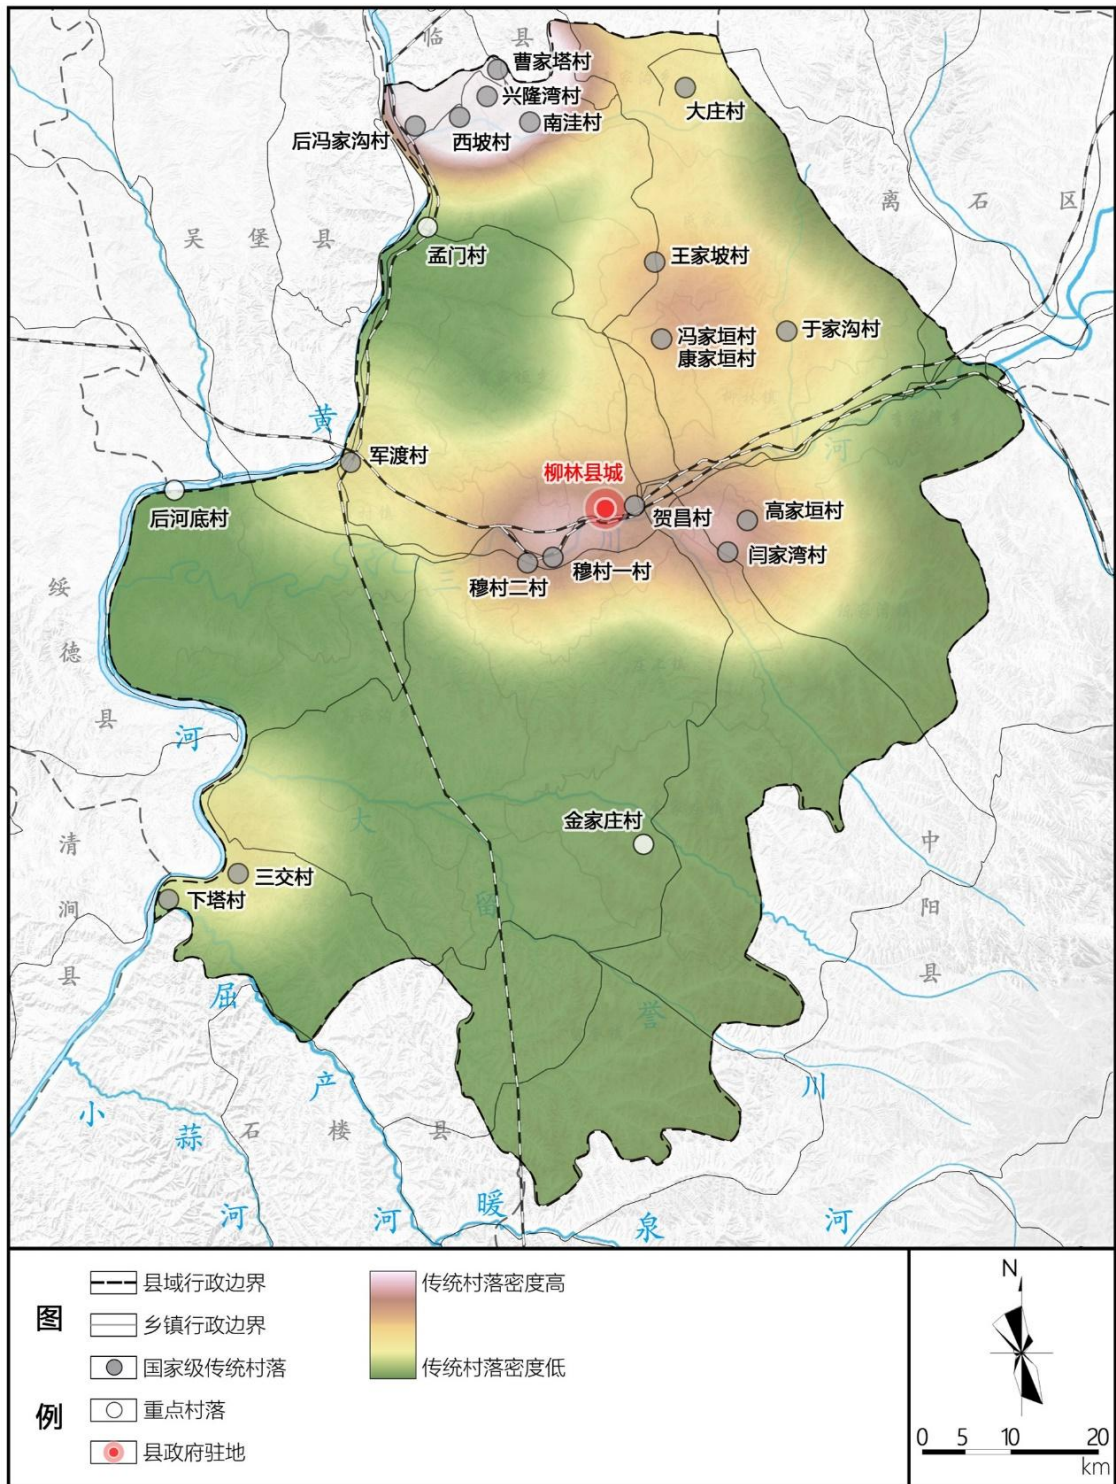 临 县
曹家塔村
兴隆湾村
大庄村
南洼村
后冯家沟村
西坡村
离 石 区
吴 堡 县
孟门村
王家坡村
冯家垣村
康家垣村
于家沟村
黄
河
军渡村
柳林县城
后河底村
贺昌村
高家垣村
川
闫家湾村
穆村二村
穆村一村
三
绥
德
县
河
大
金家庄村
清
涧
县
中
阳
县
三交村
下塔村
留
屈
誉
产
川
小
蒜
石 楼 县
河
河
暖
泉
河
图
例
县域行政边界
乡镇行政边界
国家级传统村落
重点村落
县政府驻地
传统村落密度高
传统村落密度低
N
0 5 10 20
km